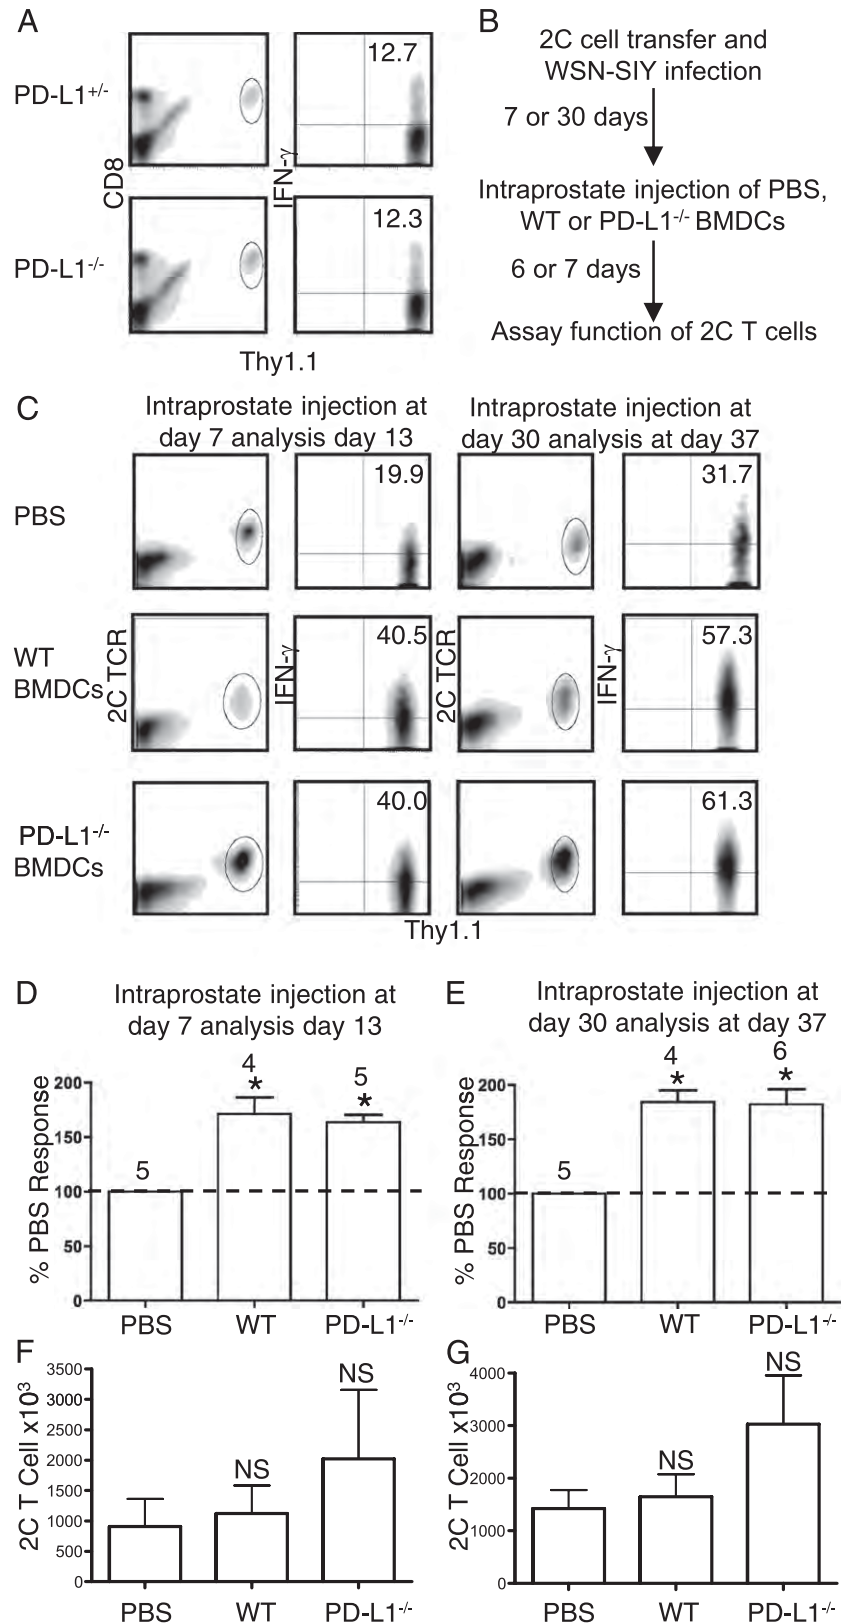 A
PD-L1+/-
12.7
CD8
IFN-γ
PD-L1-/-
12.3
Thy1.1
B
2C cell transfer and
WSN-SIY infection
7 or 30 days
Intraprostate injection of PBS,
WT or PD-L1-/- BMDCs
6 or 7 days
Assay function of 2C T cells
C
Intraprostate injection at
day 7 analysis day 13
Intraprostate injection at
day 30 analysis at day 37
PBS
19.9
31.7
WT
BMDCs
2C TCR
IFN-γ
40.5
2C TCR
IFN-γ
57.3
PD-L1-/-
BMDCs
40.0
61.3
Thy1.1
D
Intraprostate injection at
day 7 analysis day 13
% PBS Response
200
150
100
50
0
5
4
*
5
*
PBS WT PD-L1-/-
E
Intraprostate injection at
day 30 analysis at day 37
% PBS Response
200
150
100
50
0
5
4
*
6
*
PBS WT PD-L1-/-
F
2C T Cell x10³
3500
3000
2500
2000
1500
1000
500
0
NS
NS
PBS WT PD-L1-/-
G
2C T Cell x10³
4000
3000
2000
1000
0
NS
NS
PBS WT PD-L1-/-